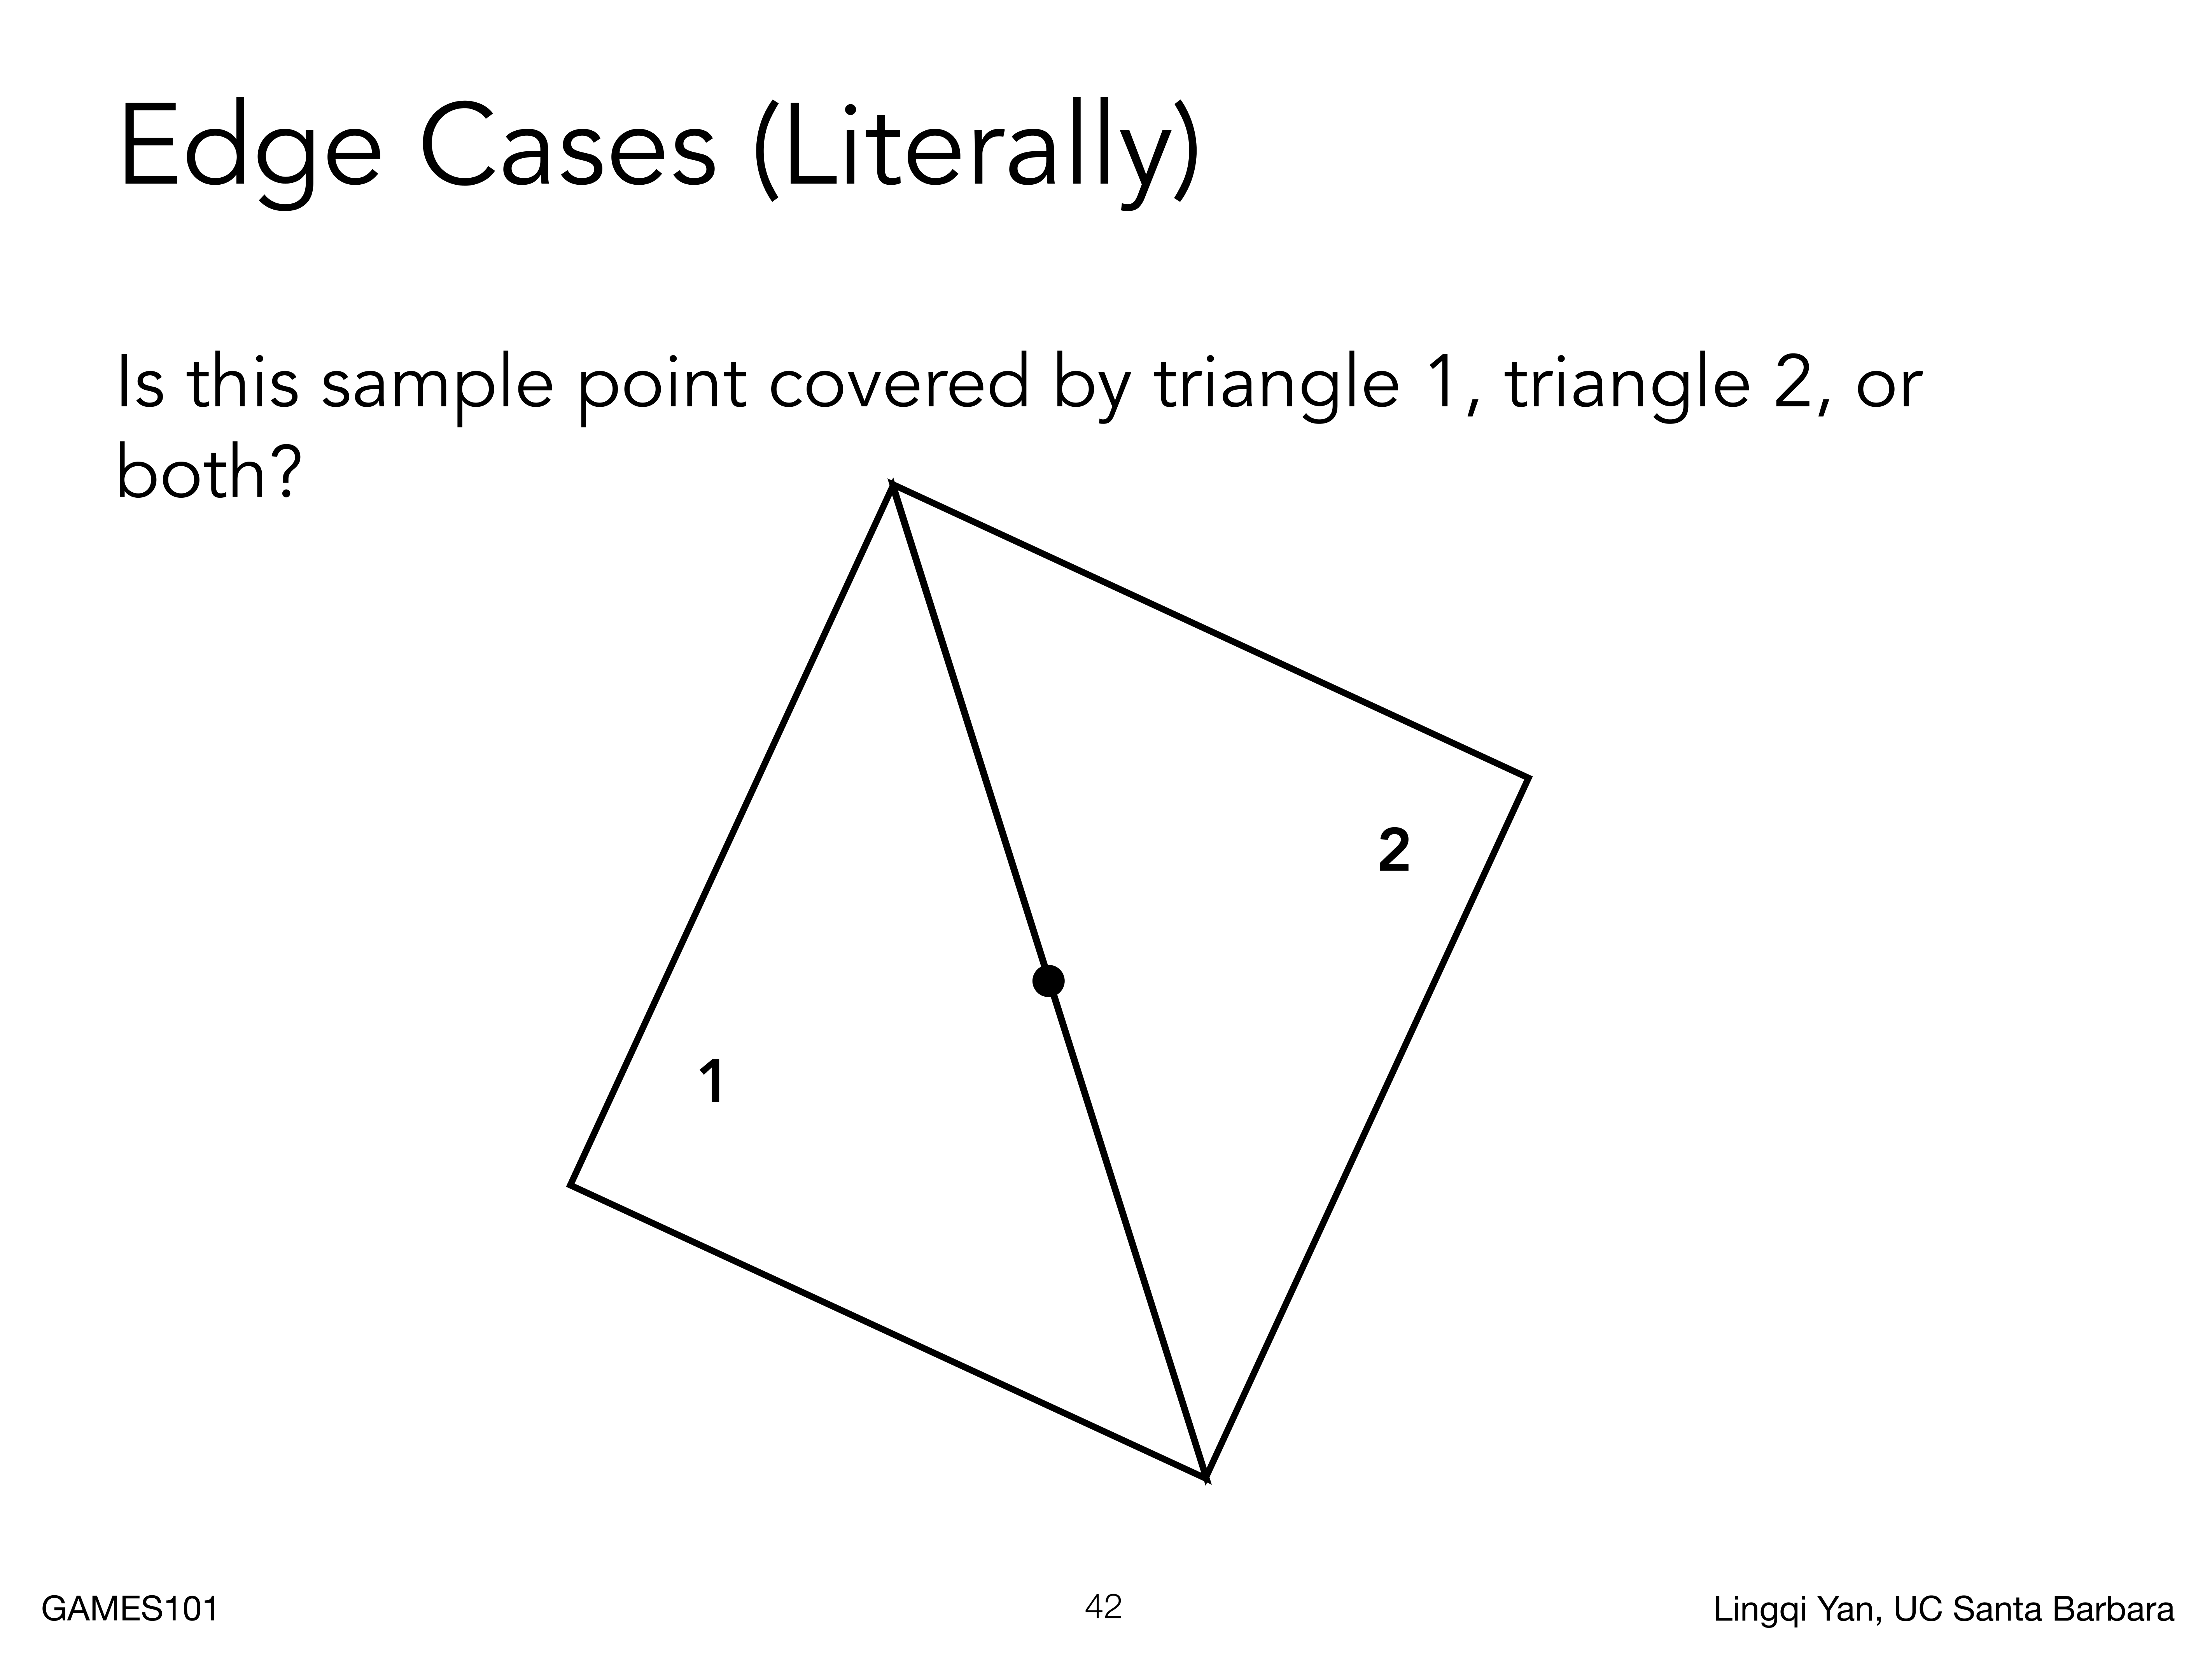 Edge Cases (Literally)
Is this sample point covered by triangle 1, triangle 2, or
both?
2
1
GAMES101
42
Lingqi Yan, UC Santa Barbara